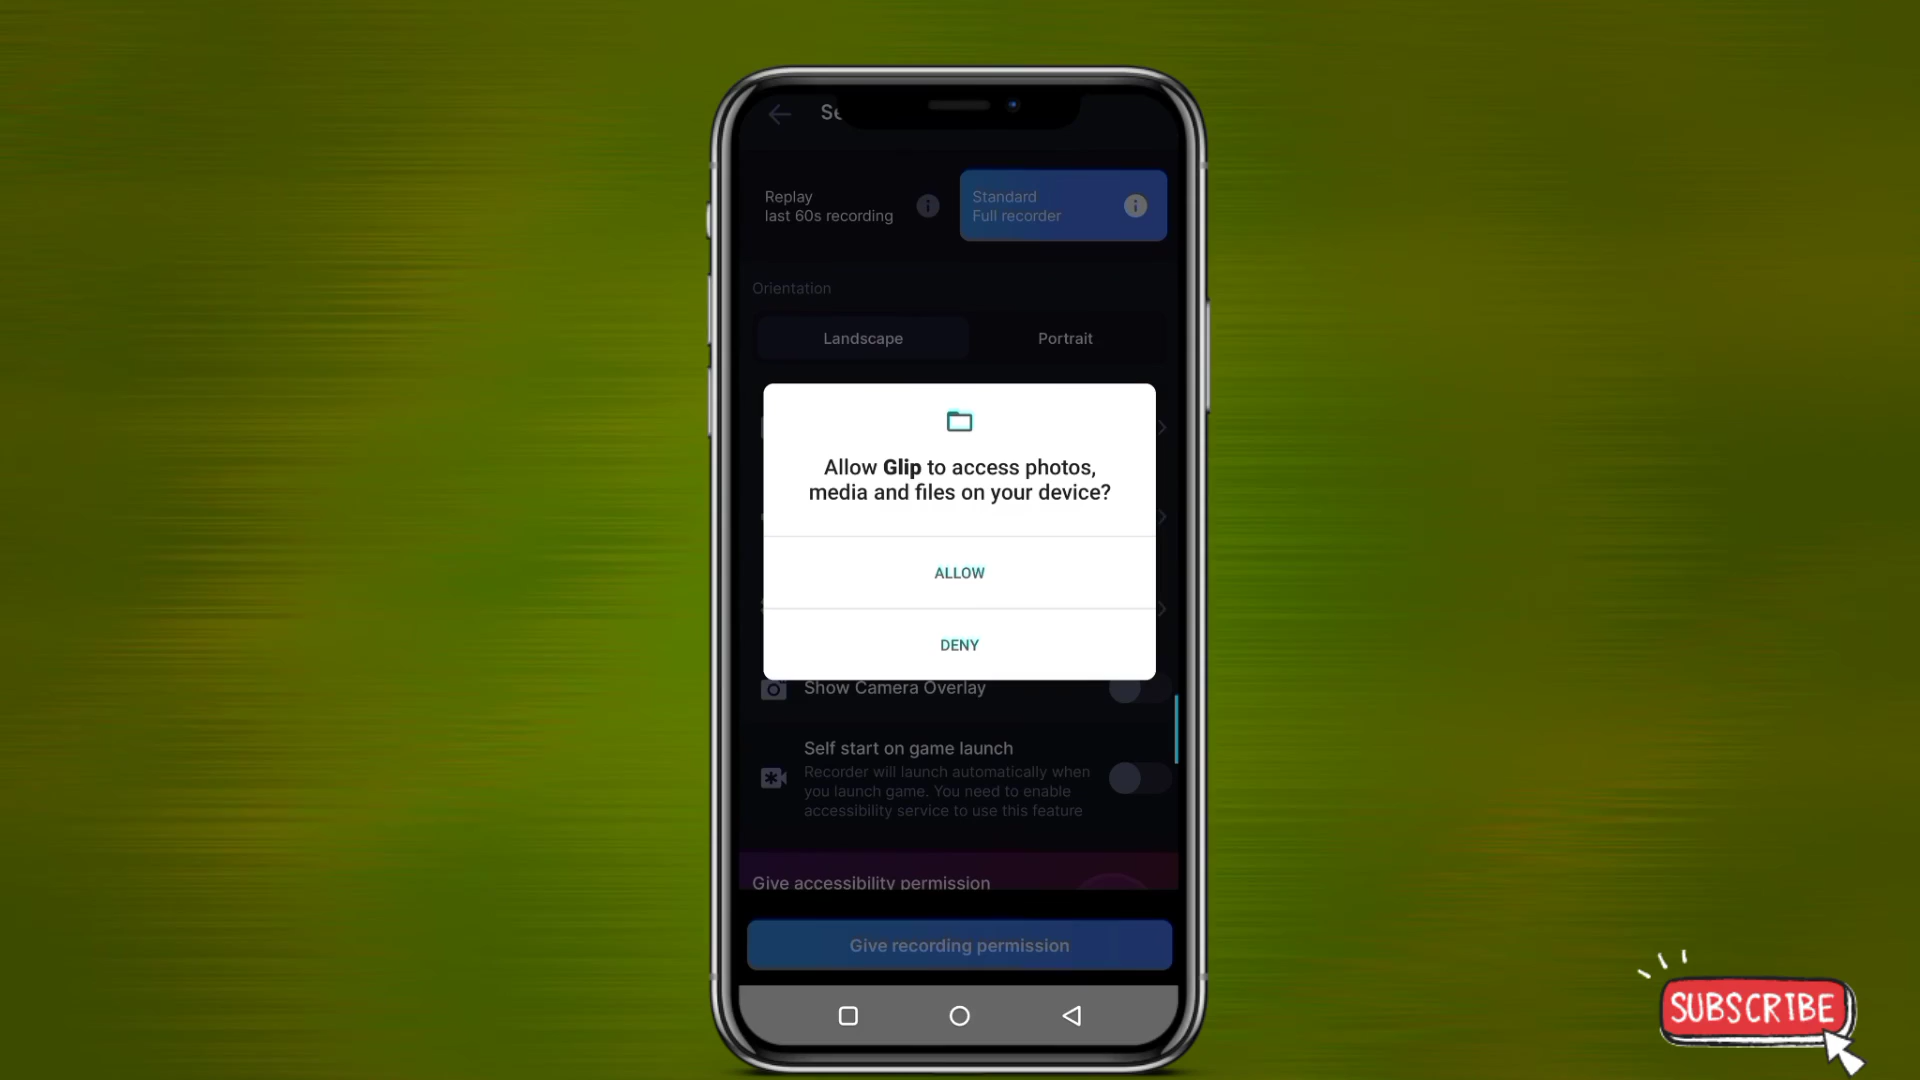 Se
Replay
last 60s recording
Standard
Full recorder
Orientation
Landscape
Portrait
Allow Glip to access photos,
media and files on your device?
ALLOW
DENY
Show Camera Overlay
Self start on game launch
Recorder will launch automatically when
you launch game. You need to enable
accessibility service to use this feature
Give accessibility permission
Give recording permission
SUBSCRIBE